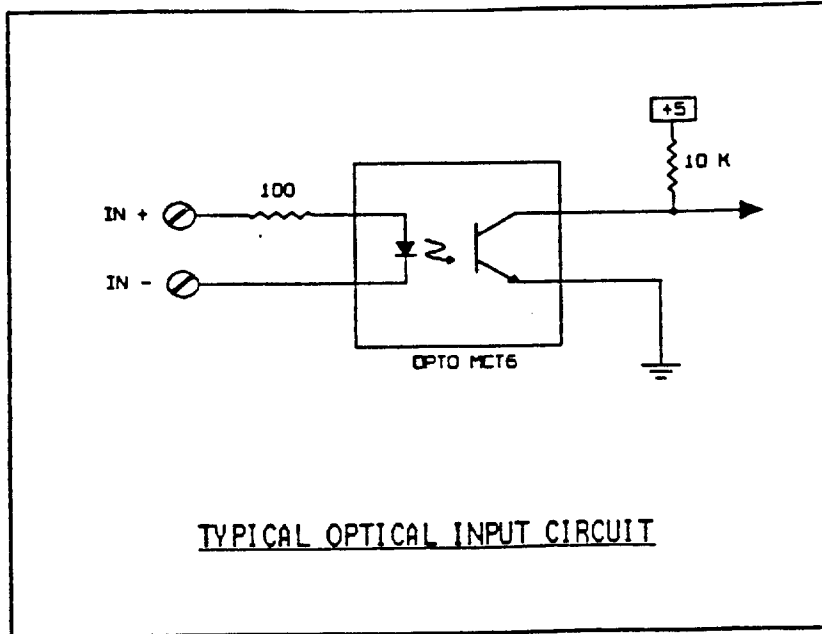 +5
10 K
100
IN +
IN -
OPTO MCT6
TYPICAL OPTICAL INPUT CIRCUIT